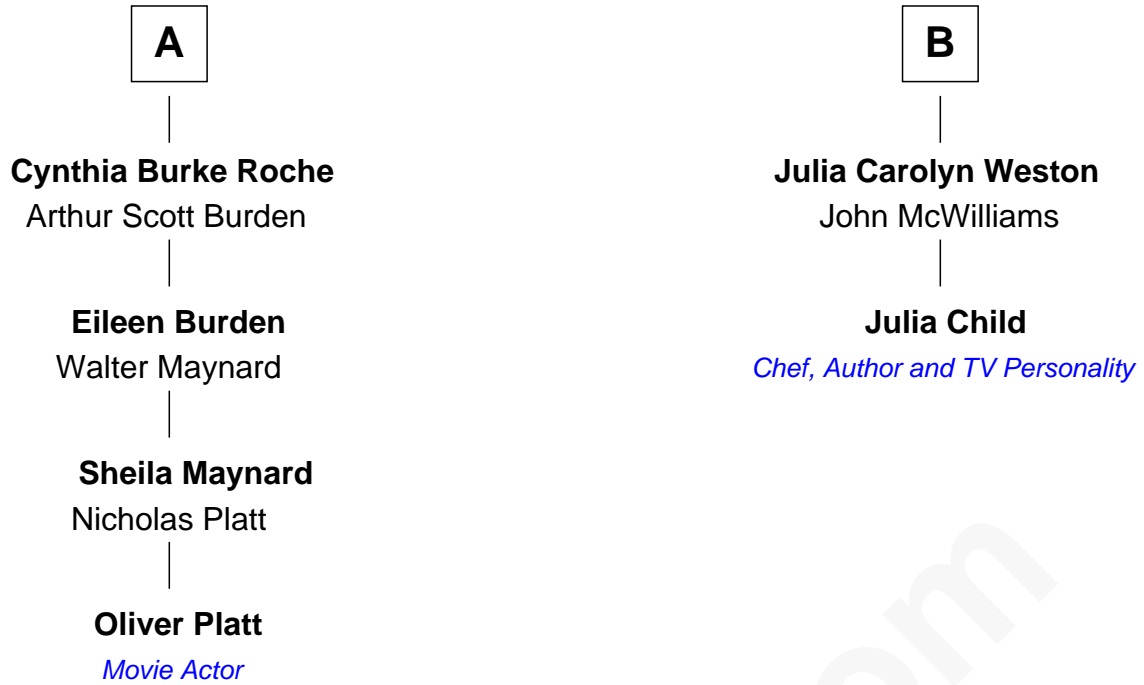 A
Cynthia Burke Roche
Arthur Scott Burden
Eileen Burden
Walter Maynard
Sheila Maynard
Nicholas Platt
Oliver Platt
Movie Actor
B
Julia Carolyn Weston
John McWilliams
Julia Child
Chef, Author and TV Personality
om